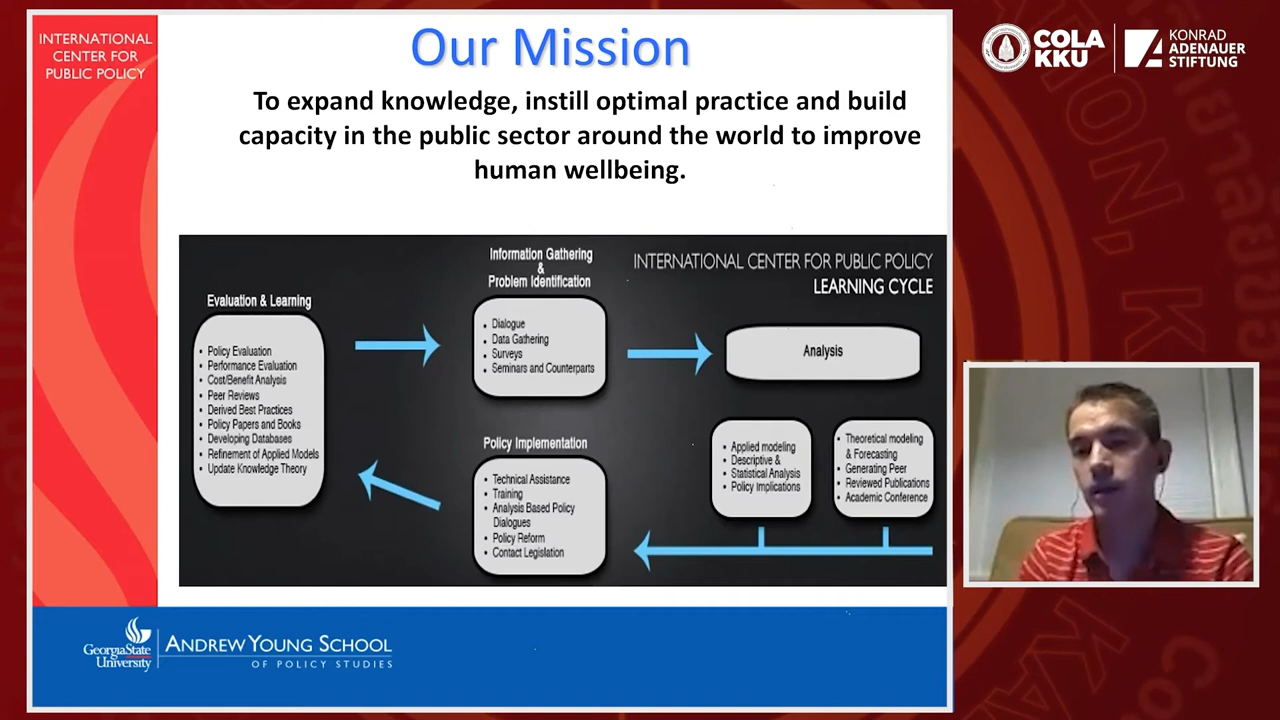 INTERNATIONAL
CENTER FOR
PUBLIC POLICY
Our Mission
To expand knowledge, instill optimal practice and build
capacity in the public sector around the world to improve
human wellbeing.
COLA
KKU
KONRAD
ADENAUER
STIFTUNG
INTERNATIONAL CENTER FOR PUBLIC POLICY
LEARNING CYCLE
Evaluation & Learning
• Policy Evaluation
• Performance Evaluation
• Cost/Benefit Analysis
• Peer Reviews
• Derived Best Practices
• Policy Papers and Books
• Developing Databases
• Refinement of Applied Models
• Update Knowledge Theory
Information Gathering
&
Problem Identification
• Dialogue
• Data Gathering
• Surveys
• Seminars and Counterparts
Analysis
• Applied modeling
• Descriptive &
• Statistical Analysis
• Policy Implications
• Theoretical modeling
& Forecasting
• Generating Peer
• Reviewed Publications
• Academic Conference
Policy Implementation
• Technical Assistance
• Training
• Analysis Based Policy
Dialogues
• Policy Reform
• Contact Legislation
GeorgiaState
University
ANDREW YOUNG SCHOOL
OF POLICY STUDIES